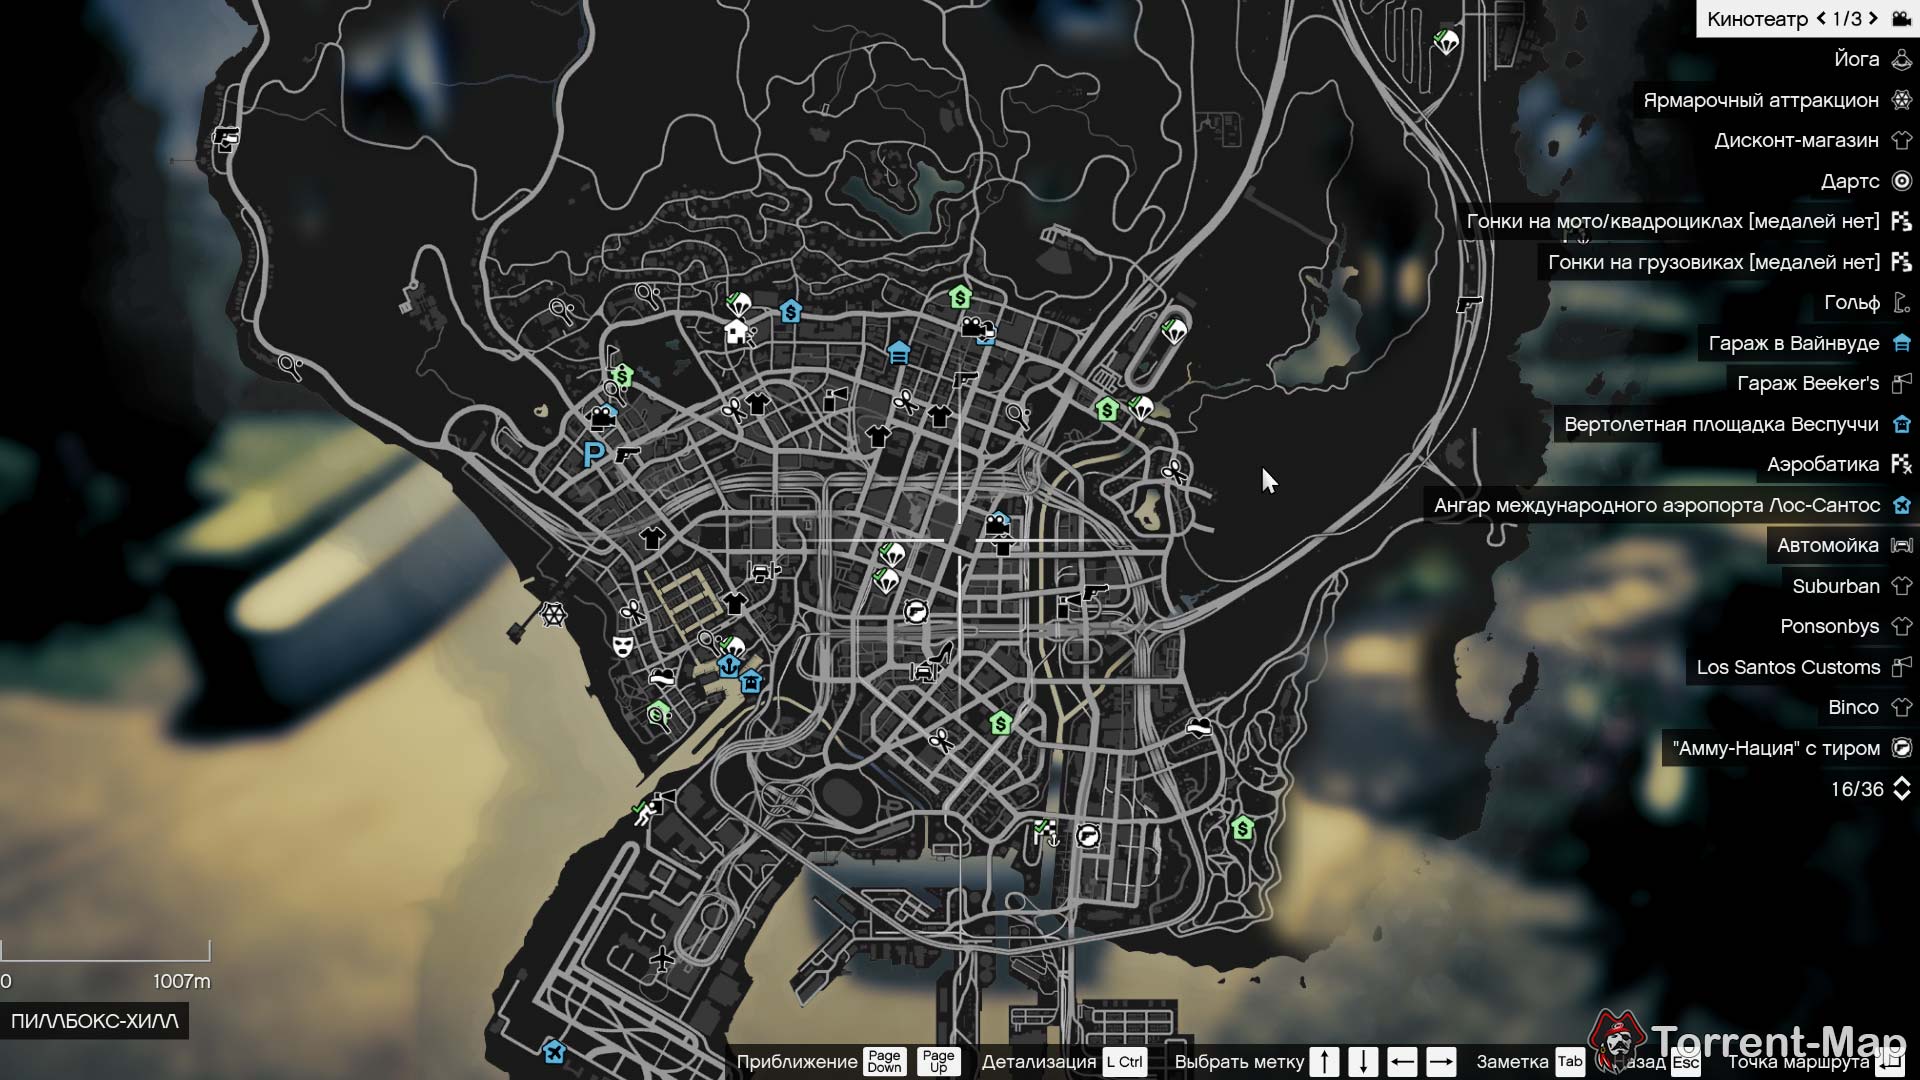 Кинотеатр < 1/3 >
Йога
Ярмарочный аттракцион
Дисконт-магазин
Дартс
Гонки на мото/квадроциклах [медалей нет]
Гонки на грузовиках [медалей нет]
Гольф
Гараж в Вайнвуде
Гараж Beeker's
Вертолетная площадка Веспуччи
Аэробатика
Ангар международного аэропорта Лос-Сантос
Автомойка
Suburban
Ponsonbys
Los Santos Customs
Binco
"Амму-Нация" с тиром
16/36
P
0 1007m
ПИЛЛБОКС-ХИЛЛ
Torrent-Map
Приближение Page Down Page Up Детализация L Ctrl Выбрать метку ↑ ↓ ← → Заметка Tab Назад Esc Точка маршрута